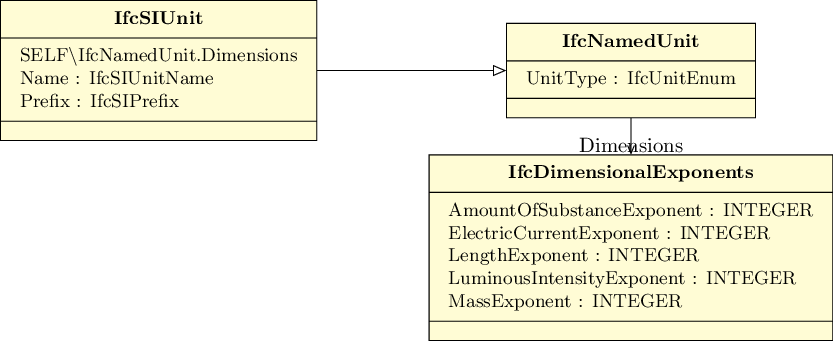 IfcSIUnit
SELF\IfcNamedUnit.Dimensions
Name : IfcSIUnitName
Prefix : IfcSIPrefix
IfcNamedUnit
UnitType : IfcUnitEnum
Dimensions
IfcDimensionalExponents
AmountOfSubstanceExponent : INTEGER
ElectricCurrentExponent : INTEGER
LengthExponent : INTEGER
LuminousIntensityExponent : INTEGER
MassExponent : INTEGER